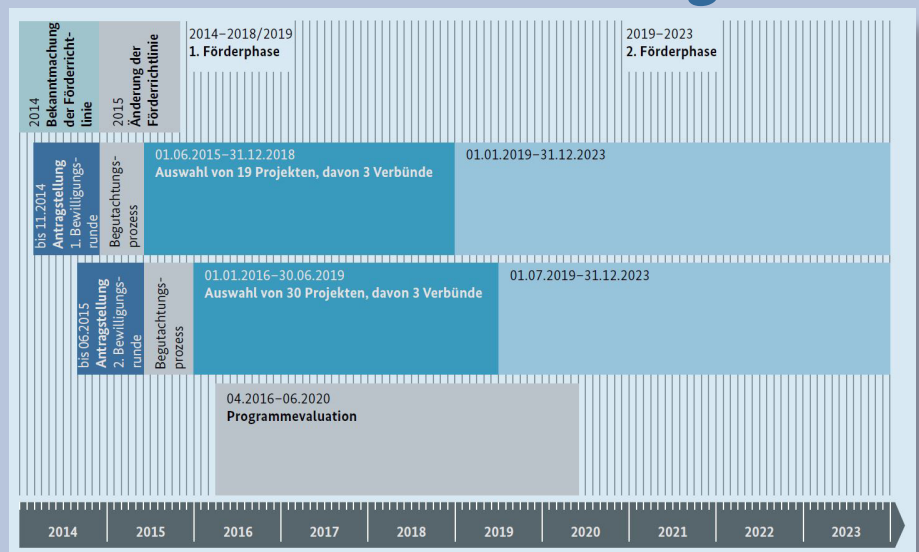 2014
Bekanntmachung
der Förderricht-
linie
2015
Änderung der
Förderrichtlinie
2014–2018/2019
1. Förderphase
2019–2023
2. Förderphase
bis 11.2014
Antragstellung
1. Bewilligungs-
runde
Begutachtungs-
prozess
01.06.2015–31.12.2018
Auswahl von 19 Projekten, davon 3 Verbünde
01.01.2019–31.12.2023
bis 06.2015
Antragstellung
2. Bewilligungs-
runde
Begutachtungs-
prozess
01.01.2016–30.06.2019
Auswahl von 30 Projekten, davon 3 Verbünde
01.07.2019–31.12.2023
04.2016–06.2020
Programmevaluation
2014 2015 2016 2017 2018 2019 2020 2021 2022 2023